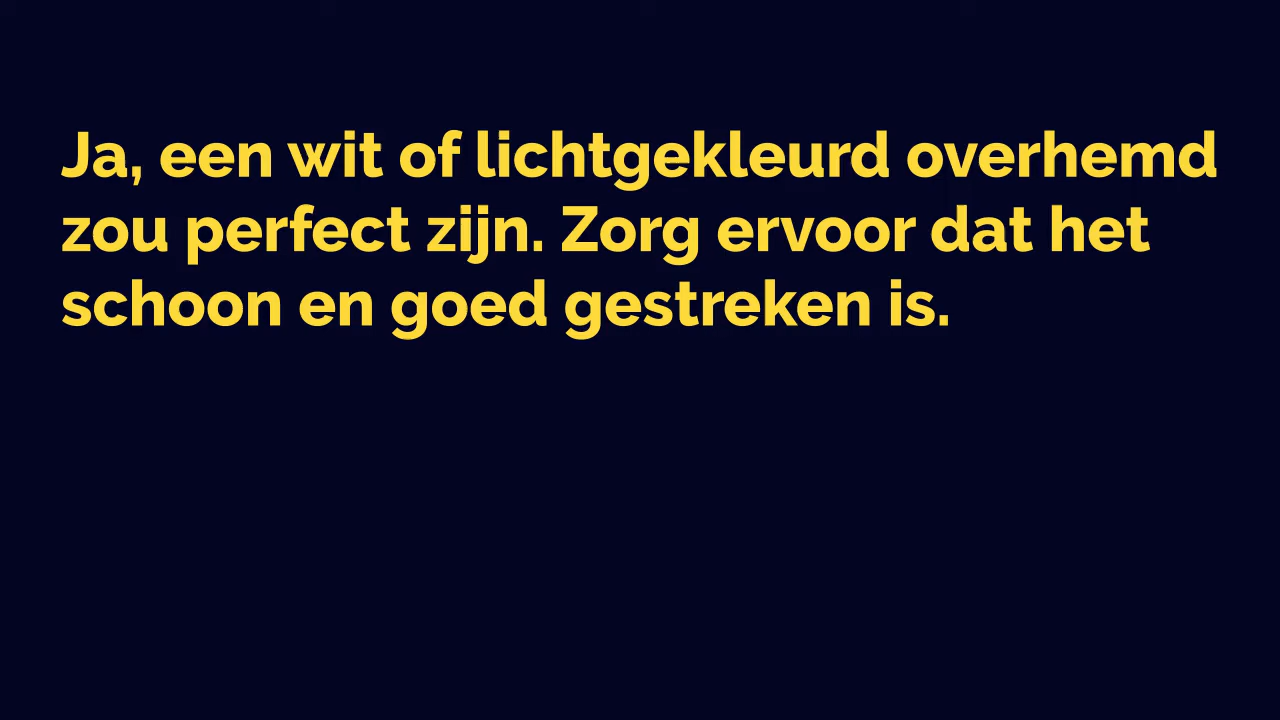 Ja, een wit of lichtgekleurd overhemd
zou perfect zijn. Zorg ervoor dat het
schoon en goed gestreken is.